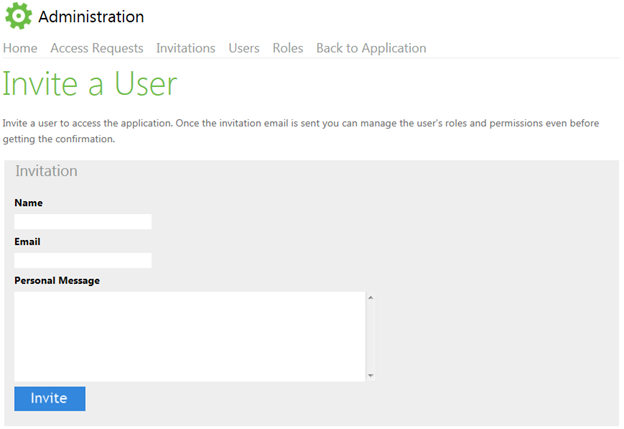 Administration
Home Access Requests Invitations Users Roles Back to Application
Invite a User
Invite a user to access the application. Once the invitation email is sent you can manage the user's roles and permissions even before
getting the confirmation.
Invitation
Name
Email
Personal Message
Invite